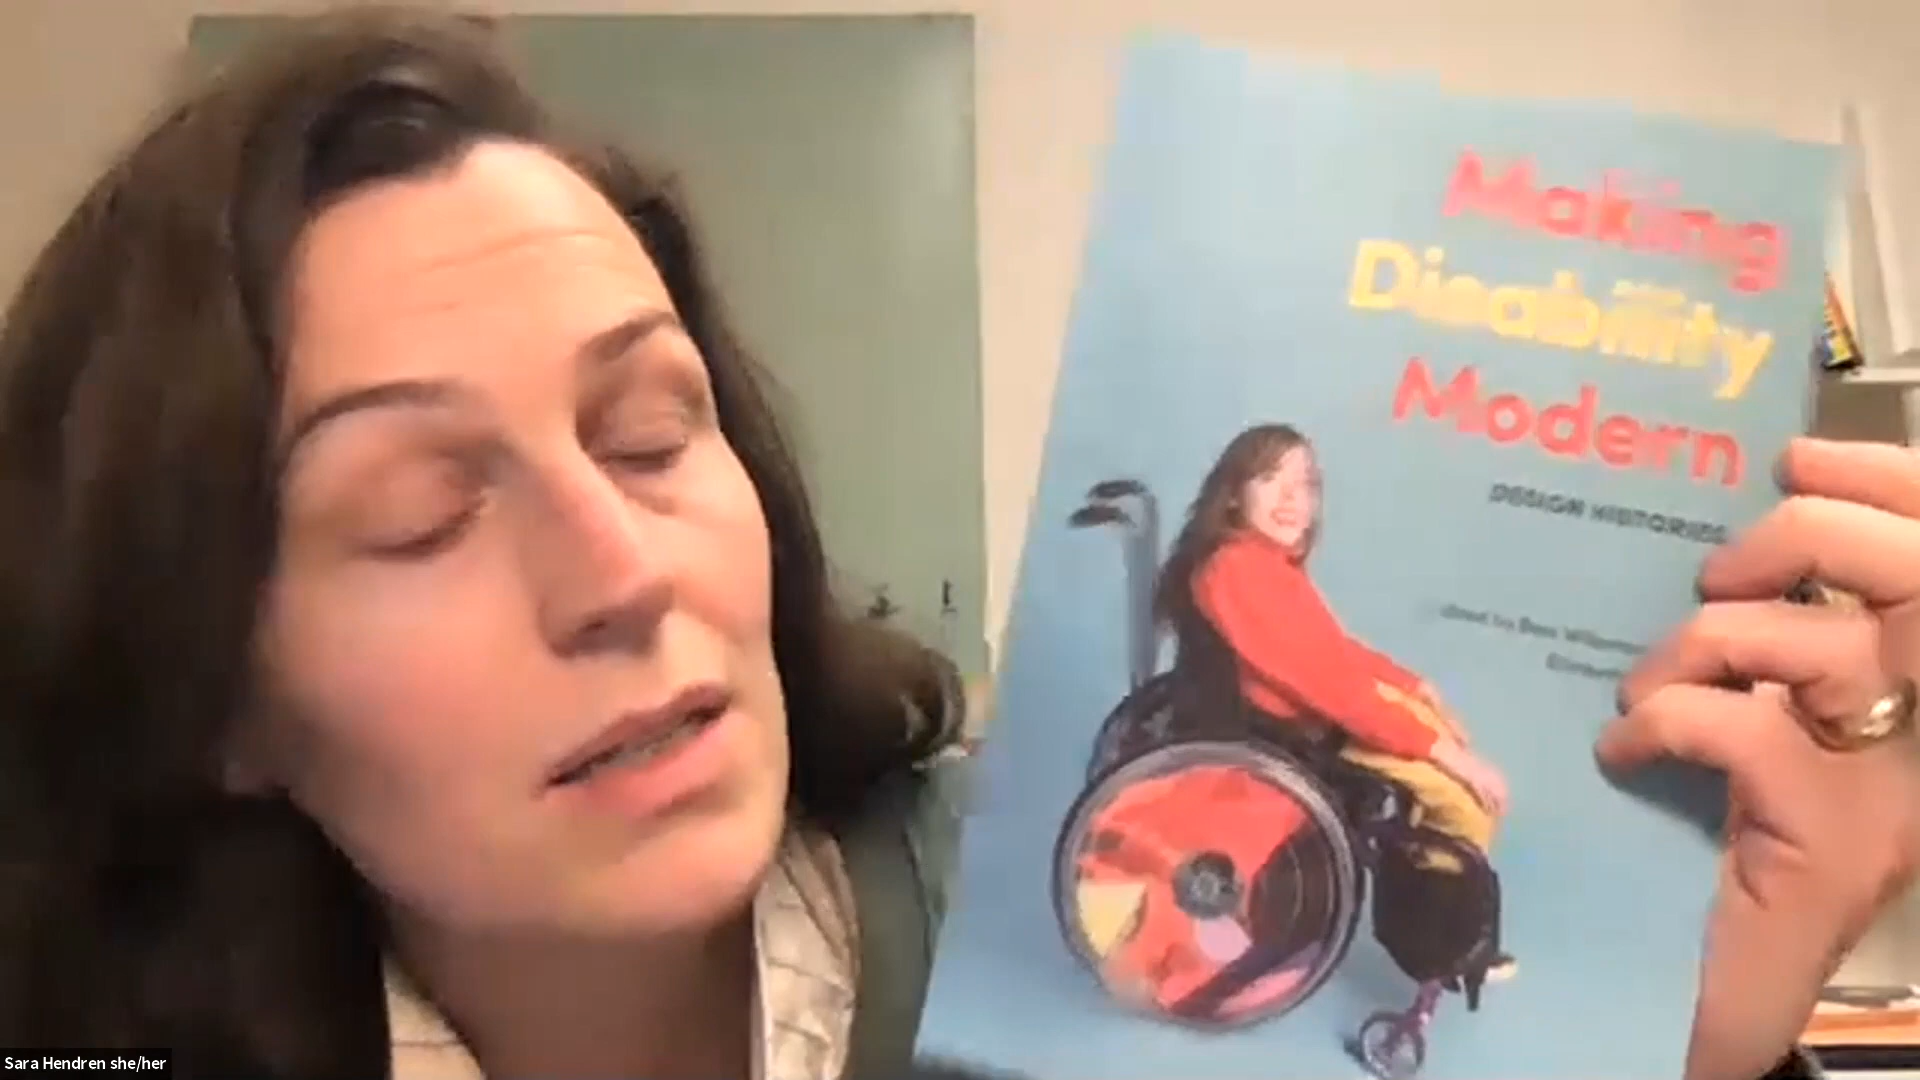 Making
Disability
Modern
DESIGN HISTORIES
Sara Hendren she/her